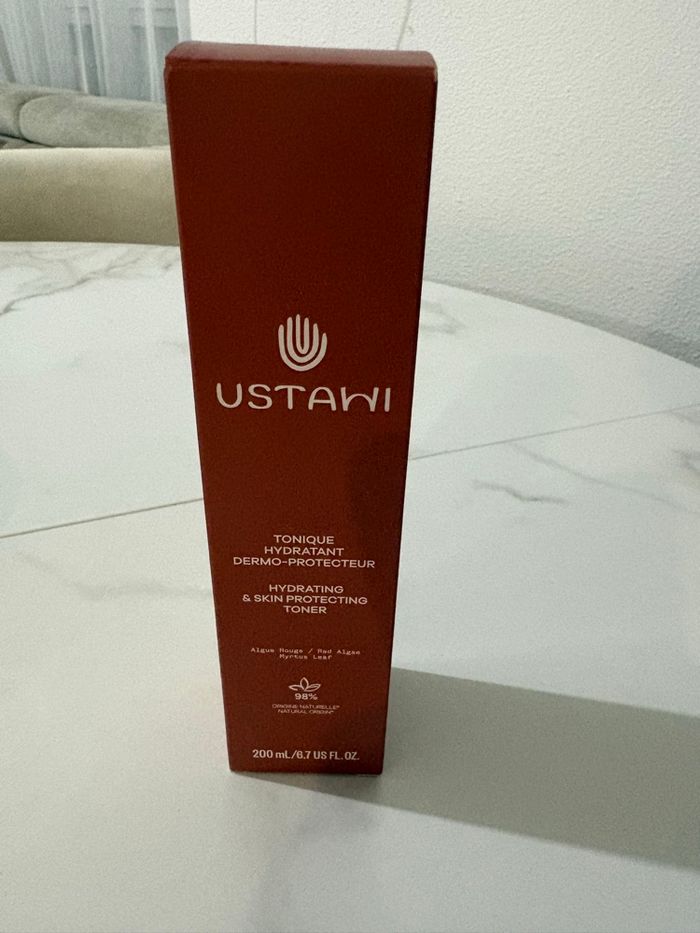 USTAWI
TONIQUE
HYDRATANT
DERMO-PROTECTEUR
HYDRATING
& SKIN PROTECTING
TONER
Algue Rouge / Red Algae
Myrtus Leaf
98%
ORIGINE NATURELLE*
NATURAL ORIGIN*
200 mL/6.7 US FL. OZ.